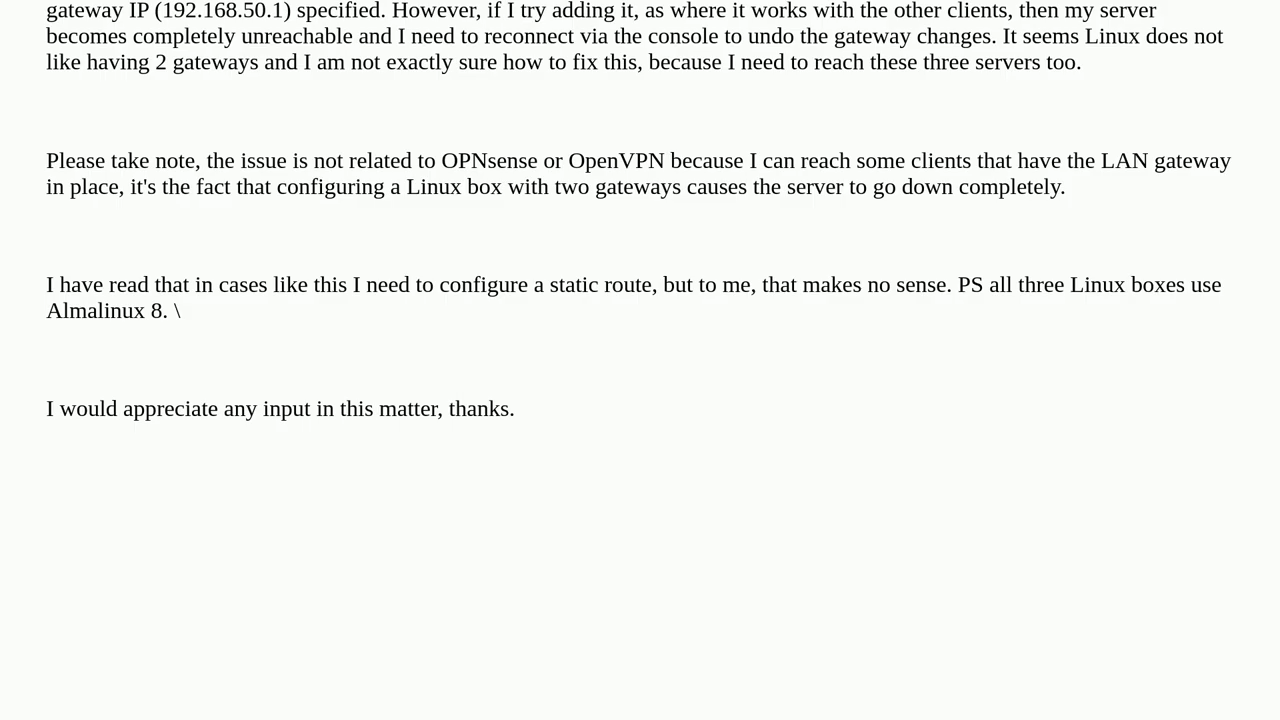 gateway IP (192.168.50.1) specified. However, if I try adding it, as where it works with the other clients, then my server
becomes completely unreachable and I need to reconnect via the console to undo the gateway changes. It seems Linux does not
like having 2 gateways and I am not exactly sure how to fix this, because I need to reach these three servers too.
Please take note, the issue is not related to OPNsense or OpenVPN because I can reach some clients that have the LAN gateway
in place, it's the fact that configuring a Linux box with two gateways causes the server to go down completely.
I have read that in cases like this I need to configure a static route, but to me, that makes no sense. PS all three Linux boxes use
Almalinux 8. \
I would appreciate any input in this matter, thanks.